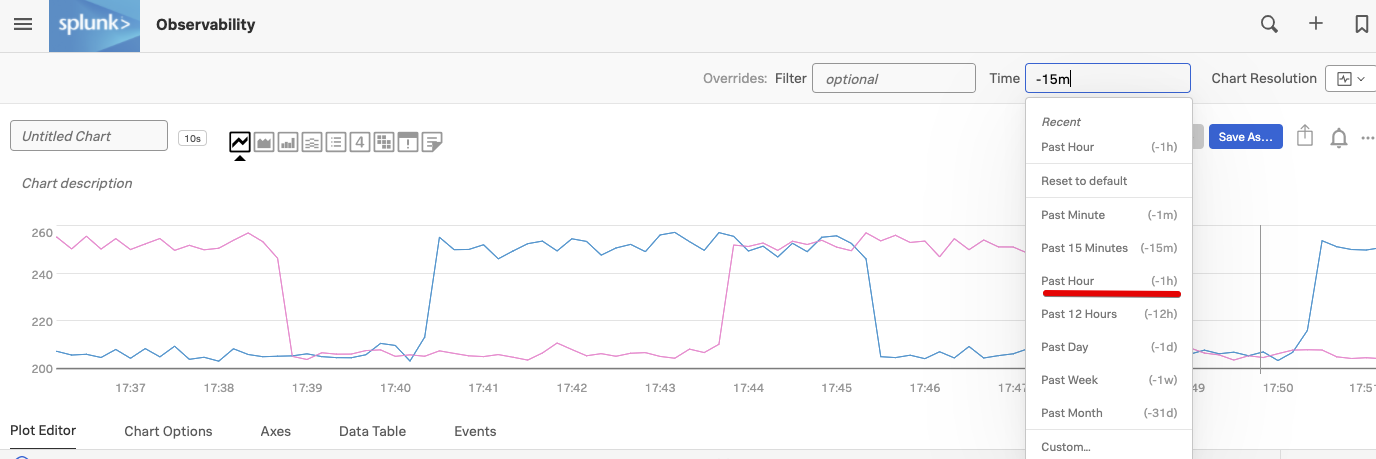 splunk> Observability
Overrides: Filter optional Time -15m Chart Resolution
Recent
Past Hour (-1h)
Reset to default
Past Minute (-1m)
Past 15 Minutes (-15m)
Past Hour (-1h)
Past 12 Hours (-12h)
Past Day (-1d)
Past Week (-1w)
Past Month (-31d)
Custom...
Untitled Chart 10s 4 Save As...
Chart description
260
240
220
200
17:37 17:38 17:39 17:40 17:41 17:42 17:43 17:44 17:45 17:46 17:47 49 17:50 17:51
Plot Editor Chart Options Axes Data Table Events